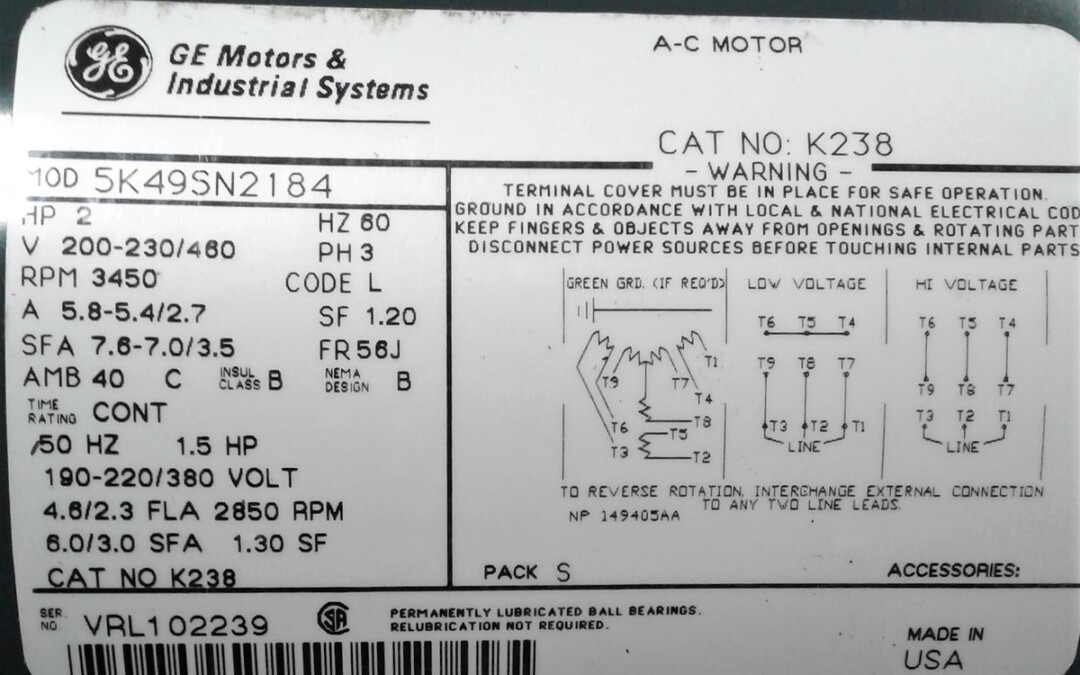 GE
GE Motors &
Industrial Systems
A-C MOTOR
CAT NO: K238
MOD 5K49SN2184
HP 2 HZ 60
V 200-230/460 PH 3
RPM 3450 CODE L
A 5.8-5.4/2.7 SF 1.20
SFA 7.6-7.0/3.5 FR 56J
AMB 40 C INSUL CLASS B NEMA DESIGN B
TIME RATING CONT
/50 HZ 1.5 HP
190-220/380 VOLT
4.6/2.3 FLA 2850 RPM
6.0/3.0 SFA 1.30 SF
CAT NO K238
- WARNING -
TERMINAL COVER MUST BE IN PLACE FOR SAFE OPERATION.
GROUND IN ACCORDANCE WITH LOCAL & NATIONAL ELECTRICAL COD
KEEP FINGERS & OBJECTS AWAY FROM OPENINGS & ROTATING PART
DISCONNECT POWER SOURCES BEFORE TOUCHING INTERNAL PARTS
GREEN GRD. (IF REQ'D)
T1
T9 T7
T4
T6 T8
T5
T3 T2
LOW VOLTAGE
T6 T5 T4
T9 T8 T7
T3 T2 T1
LINE
HI VOLTAGE
T6 T5 T4
T9 T8 T7
T3 T2 T1
LINE
TO REVERSE ROTATION, INTERCHANGE EXTERNAL CONNECTION
TO ANY TWO LINE LEADS.
NP 149405AA
PACK S
ACCESSORIES:
SER. NO. VRL102239
SA
PERMANENTLY LUBRICATED BALL BEARINGS.
RELUBRICATION NOT REQUIRED.
MADE IN
USA